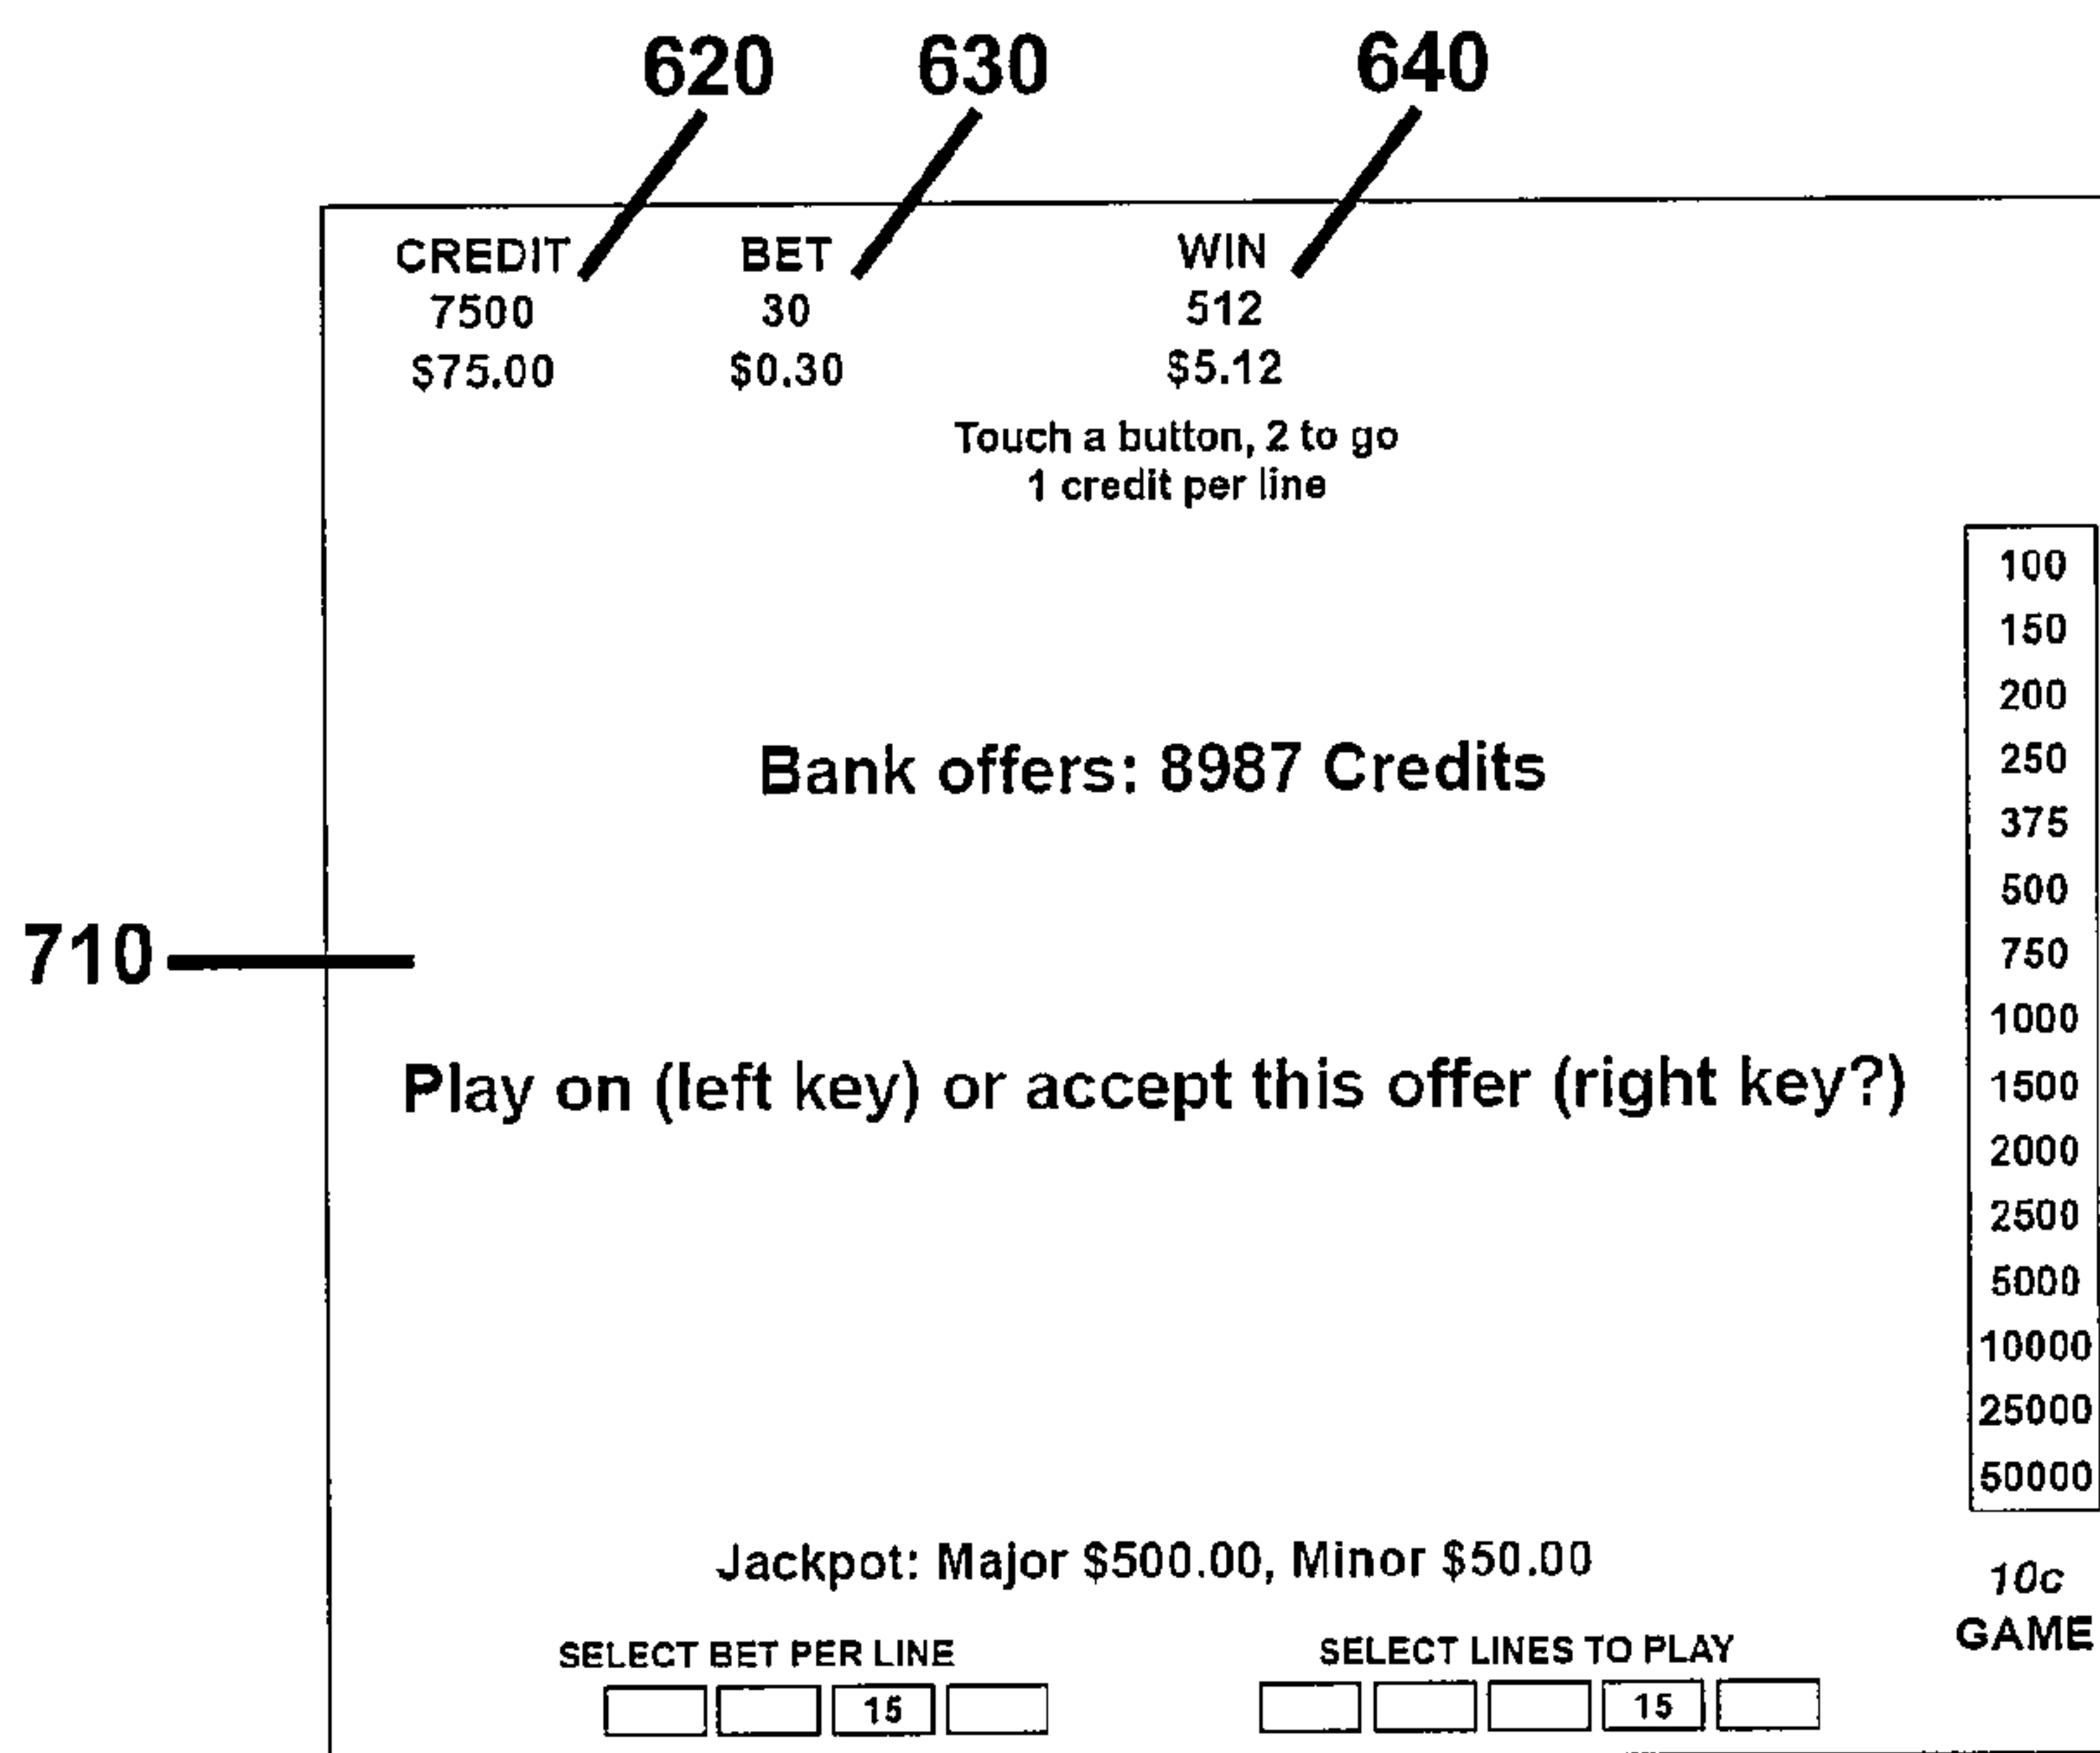 620 630 640
CREDIT BET WIN
7500 30 512
$75.00 $0.30 $5.12
Touch a button, 2 to go
1 credit per line
100
150
200
250
375
500
750
1000
1500
2000
2500
5000
10000
25000
50000
Bank offers: 8987 Credits
710
Play on (left key) or accept this offer (right key?)
Jackpot: Major $500.00, Minor $50.00
10c
GAME
SELECT BET PER LINE
15
SELECT LINES TO PLAY
15